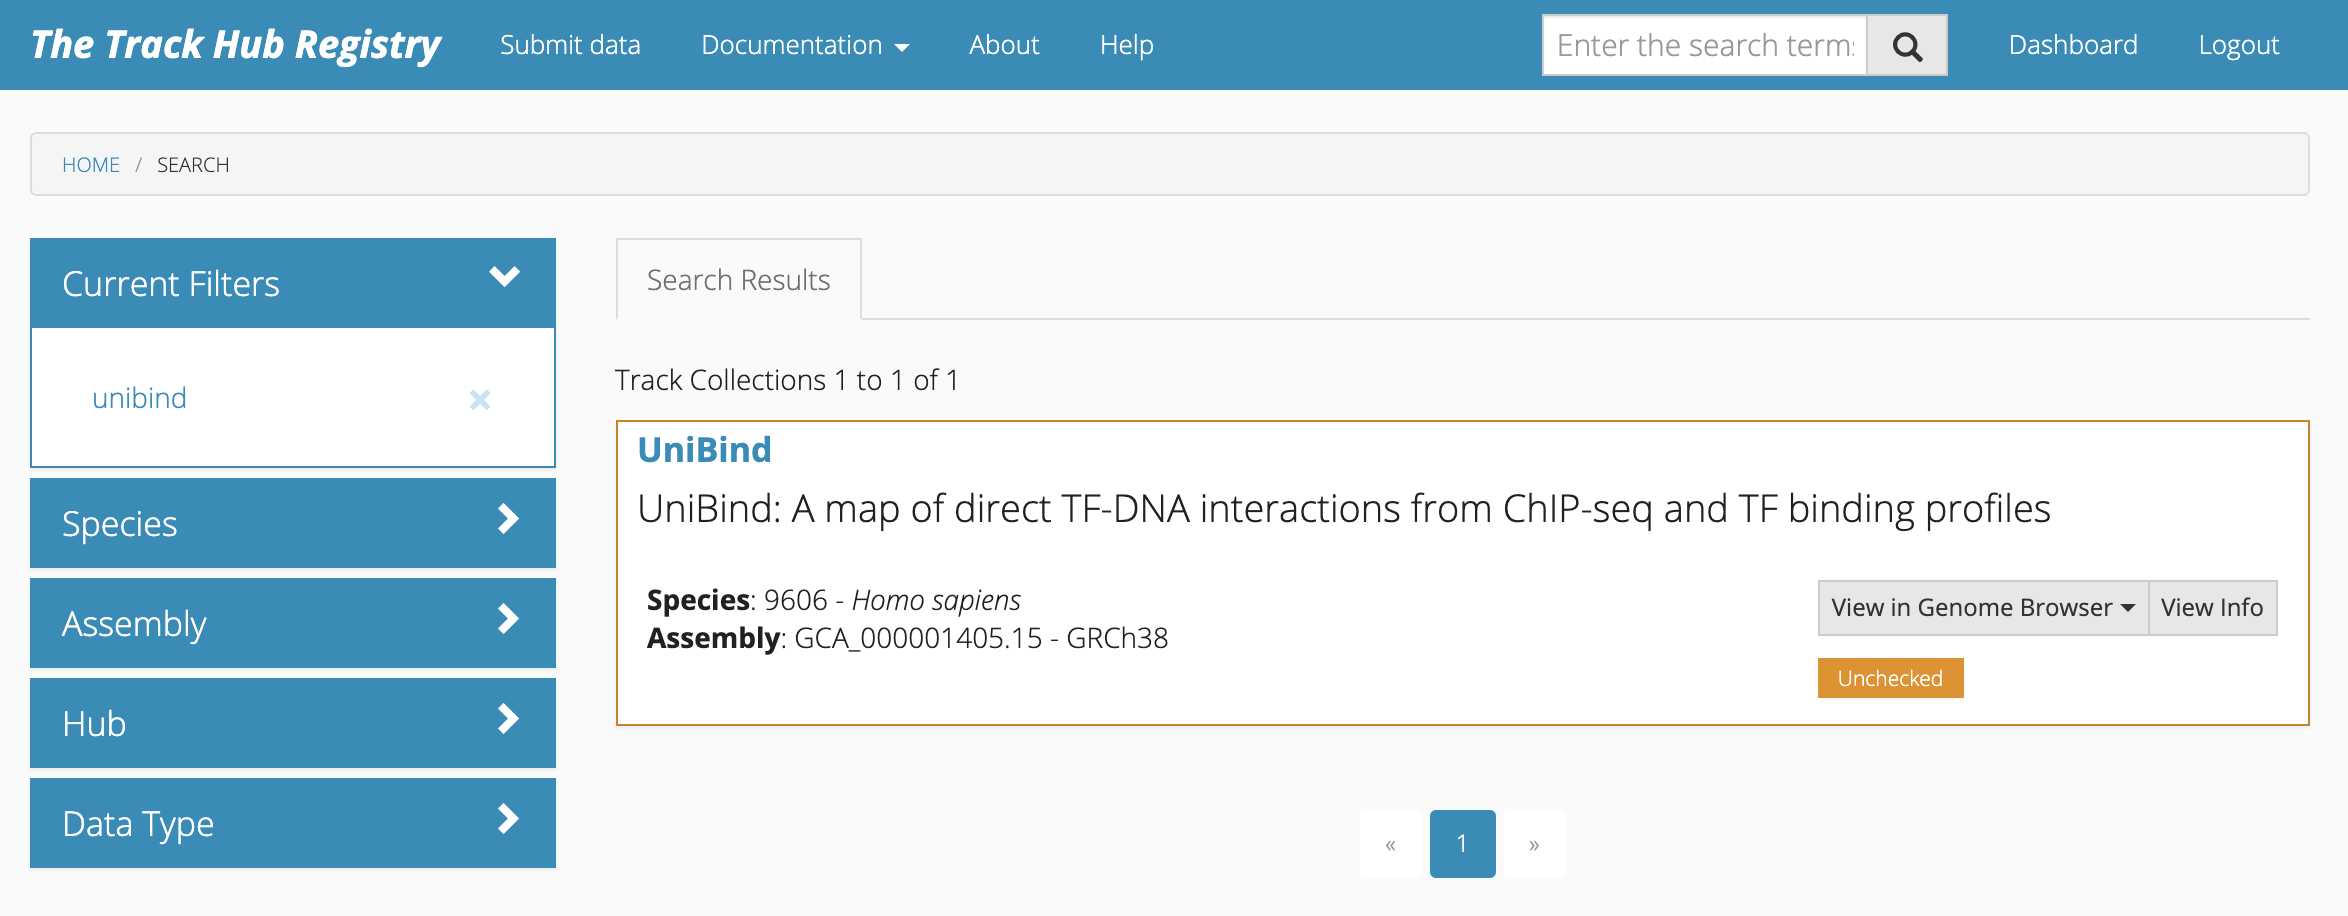 The Track Hub Registry Submit data Documentation About Help Enter the search term Dashboard Logout
HOME / SEARCH
Current Filters
unibind
Species
Assembly
Hub
Data Type
Search Results
Track Collections 1 to 1 of 1
UniBind
UniBind: A map of direct TF-DNA interactions from ChIP-seq and TF binding profiles
Species: 9606 - Homo sapiens
Assembly: GCA_000001405.15 - GRCh38
View in Genome Browser View Info
Unchecked
« 1 »